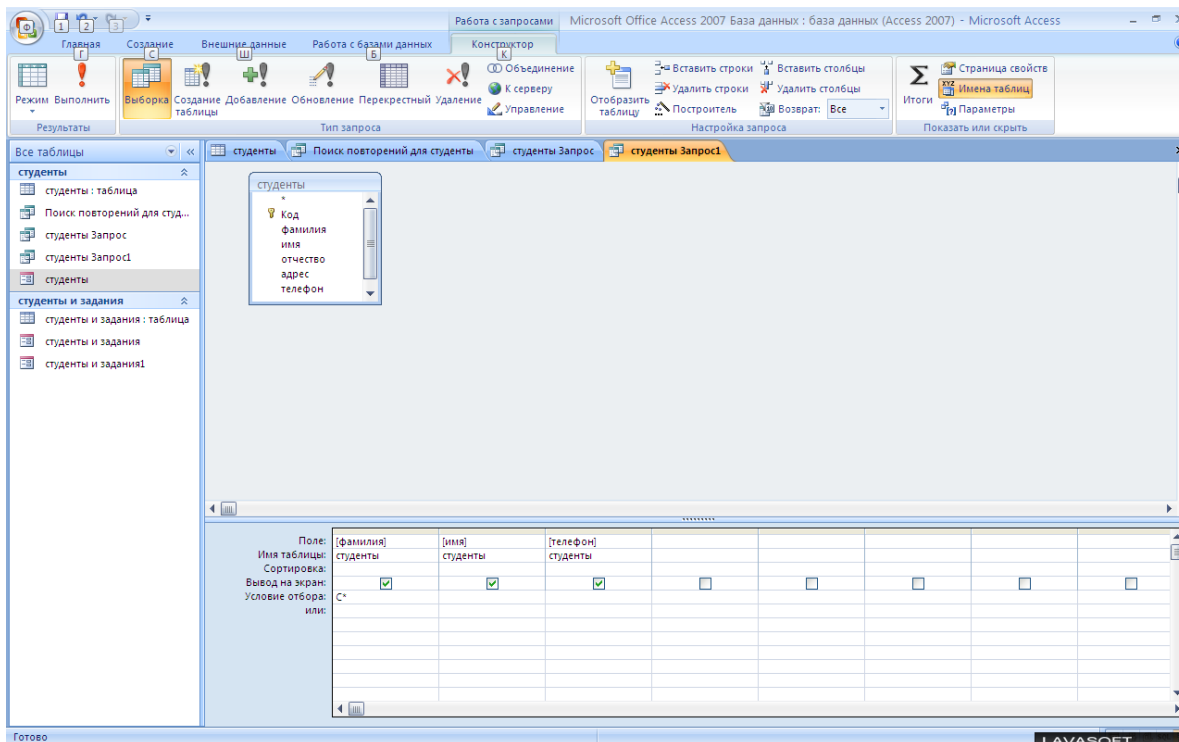 Работа с запросами Microsoft Office Access 2007 База данных : база данных (Access 2007) - Microsoft Access
1 2 3
Главная Создание Внешние данные Работа с базами данных Конструктор
Г С Ш Б К
Режим Выполнить
Выборка Создание таблицы Добавление Обновление Перекрестный Удаление
Объединение
К серверу
Управление
Отобразить таблицу
Вставить строки
Удалить строки
Построитель
Вставить столбцы
Удалить столбцы
Возврат: Все
Итоги
Страница свойств
Имена таблиц
Параметры
Результаты Тип запроса Настройка запроса Показать или скрыть
Все таблицы
студенты
студенты : таблица
Поиск повторений для студ...
студенты Запрос
студенты Запрос1
студенты
студенты и задания
студенты и задания : таблица
студенты и задания
студенты и задания1
студенты Поиск повторений для студенты студенты Запрос студенты Запрос1
студенты
*
Код
фамилия
имя
отчество
адрес
телефон
Поле: [фамилия] [имя] [телефон]
Имя таблицы: студенты студенты студенты
Сортировка:
Вывод на экран:
Условие отбора: С*
или:
Готово
LAVASOFT